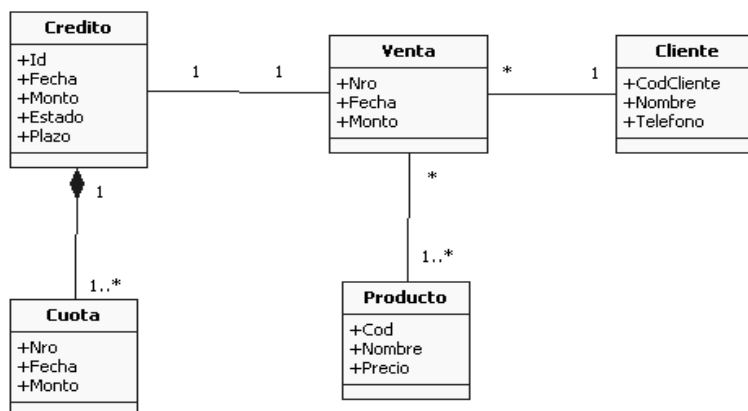 Credito
+Id
+Fecha
+Monto
+Estado
+Plazo
1
1
Venta
+Nro
+Fecha
+Monto
*
1
Cliente
+CodCliente
+Nombre
+Telefono
1
1..*
Cuota
+Nro
+Fecha
+Monto
*
1..*
Producto
+Cod
+Nombre
+Precio